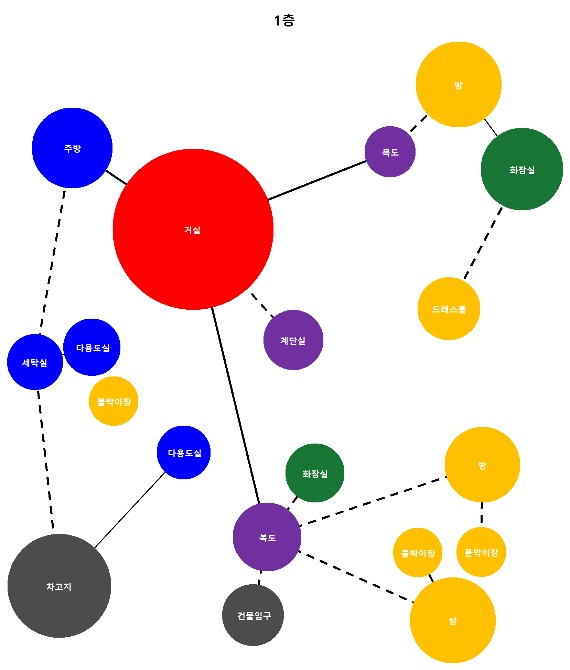 1층
방
주방
복도
화장실
거실
드레스룸
계단실
다용도실
세탁실
붙박이장
다용도실
방
화장실
복도
붙박이장
붙박이장
차고지
건물입구
방